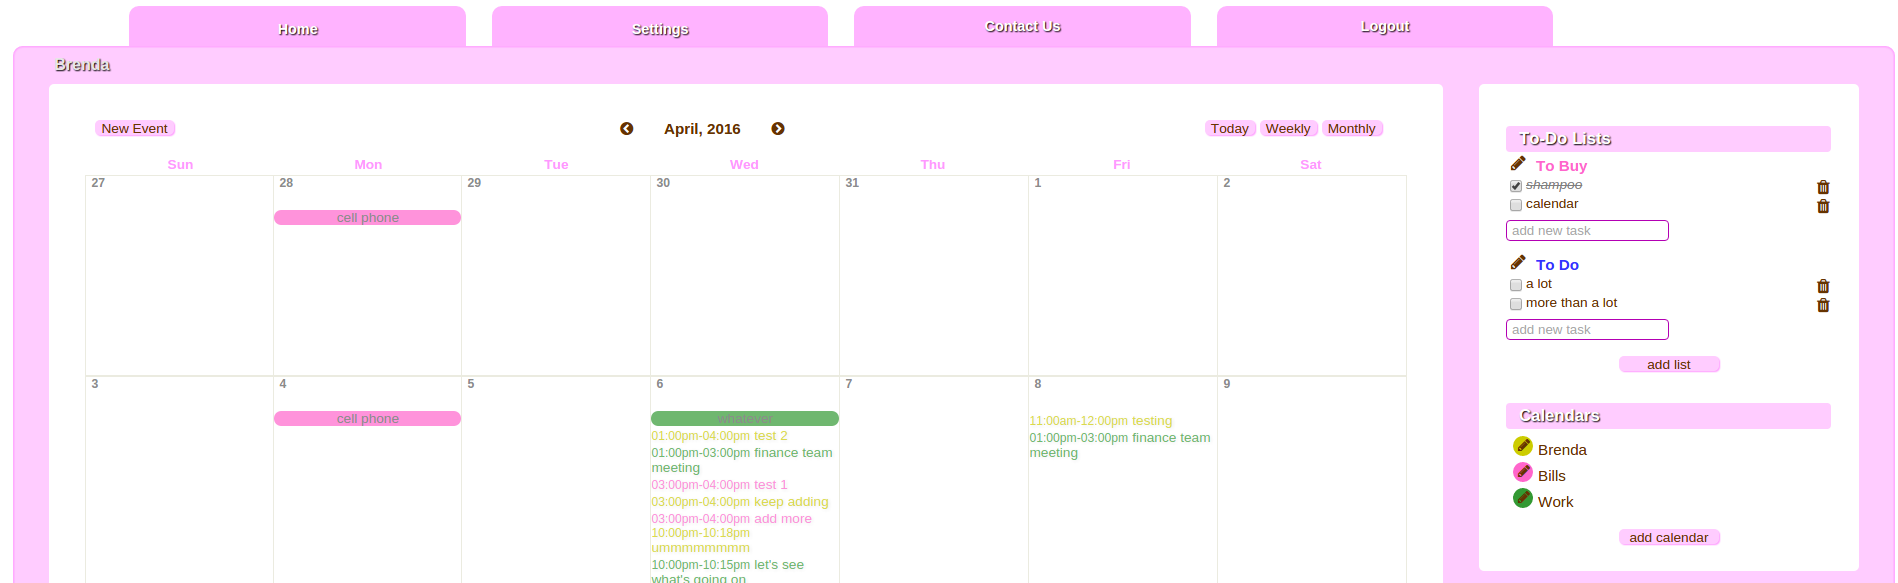 Home Settings Contact Us Logout
Brenda
New Event April, 2016 Today Weekly Monthly
Sun Mon Tue Wed Thu Fri Sat
27 28 29 30 31 1 2
cell phone
3 4 5 6 7 8 9
cell phone whatever
01:00pm-04:00pm test 2
01:00pm-03:00pm finance team
meeting
03:00pm-04:00pm test 1
03:00pm-04:00pm keep adding
03:00pm-04:00pm add more
10:00pm-10:18pm
ummmmmmmm
10:00pm-10:15pm let's see
what's going on
11:00am-12:00pm testing
01:00pm-03:00pm finance team
meeting
To-Do Lists
To Buy
shampoo
calendar
add new task
To Do
a lot
more than a lot
add new task
add list
Calendars
Brenda
Bills
Work
add calendar